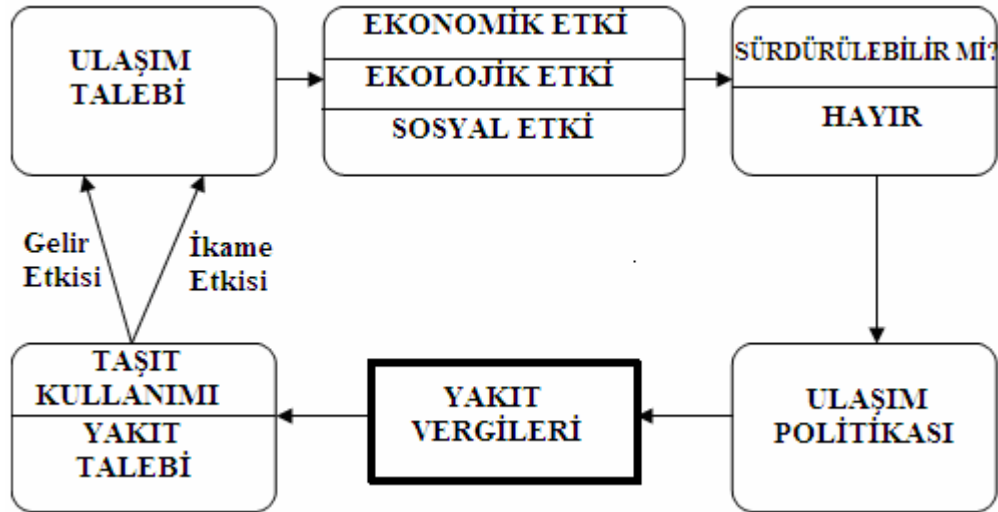 ULAŞIM
TALEBİ
EKONOMİK ETKİ
EKOLOJİK ETKİ
SOSYAL ETKİ
SÜRDÜRÜLEBİLİR Mİ?
HAYIR
Gelir
Etkisi
İkame
Etkisi
TAŞIT
KULLANIMI
YAKIT
TALEBİ
YAKIT
VERGİLERİ
ULAŞIM
POLİTİKASI